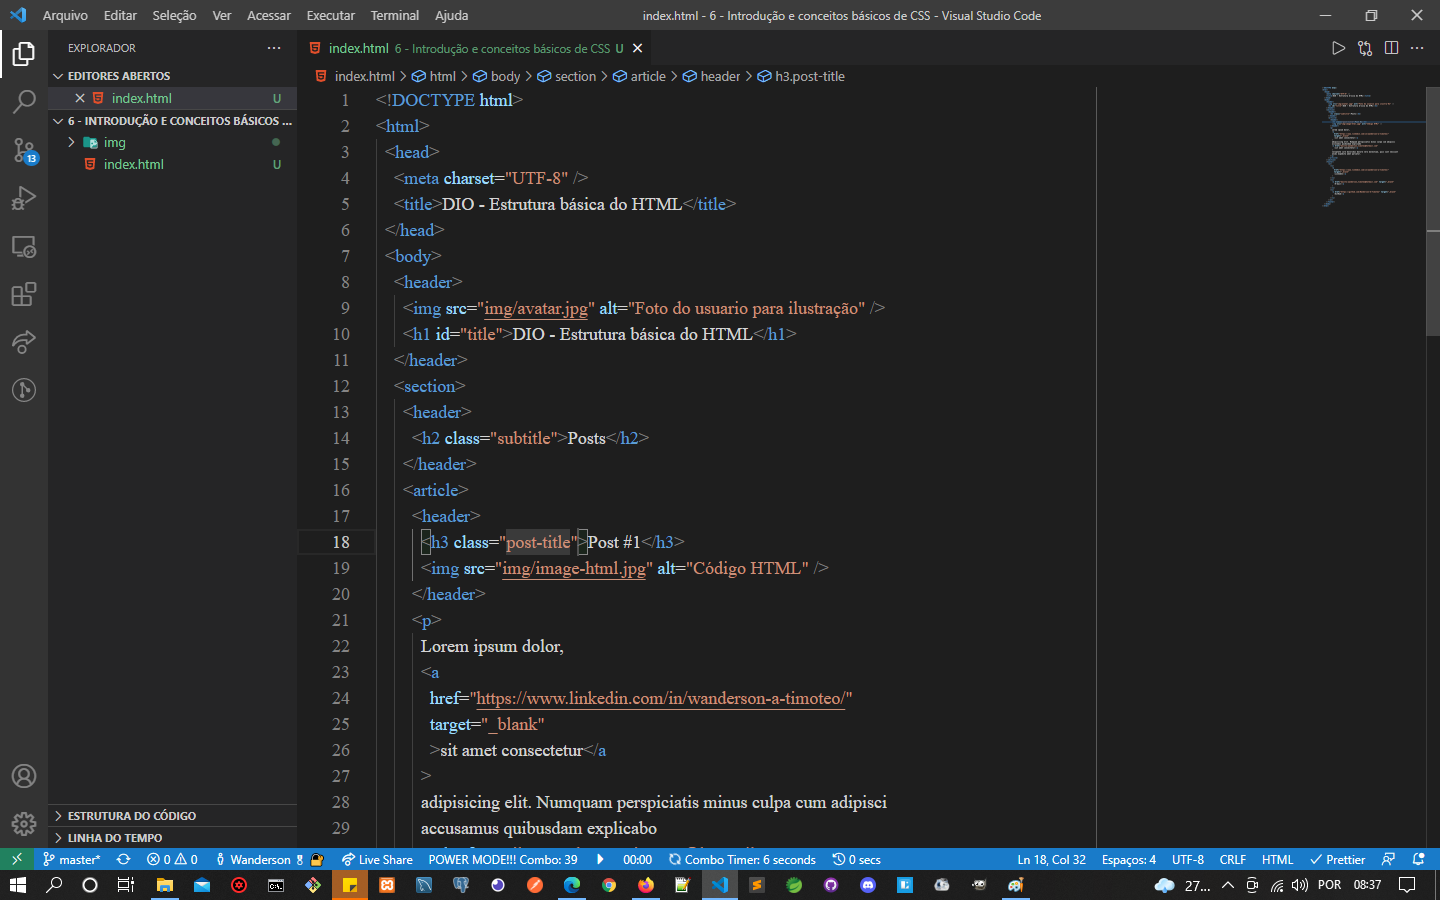 Arquivo Editar Seleção Ver Acessar Executar Terminal Ajuda
index.html - 6 - Introdução e conceitos básicos de CSS - Visual Studio Code
EXPLORADOR
index.html 6 - Introdução e conceitos básicos de CSS U
EDITORES ABERTOS
index.html U
6 - INTRODUÇÃO E CONCEITOS BÁSICOS ...
img
index.html U
13
index.html > html > body > section > article > header > h3.post-title
1 <!DOCTYPE html>
2 <html>
3 <head>
4 <meta charset="UTF-8" />
5 <title>DIO - Estrutura básica do HTML</title>
6 </head>
7 <body>
8 <header>
9 <img src="img/avatar.jpg" alt="Foto do usuario para ilustração" />
10 <h1 id="title">DIO - Estrutura básica do HTML</h1>
11 </header>
12 <section>
13 <header>
14 <h2 class="subtitle">Posts</h2>
15 </header>
16 <article>
17 <header>
18 <h3 class="post-title">Post #1</h3>
19 <img src="img/image-html.jpg" alt="Código HTML" />
20 </header>
21 <p>
22 Lorem ipsum dolor,
23 <a
24 href="https://www.linkedin.com/in/wanderson-a-timoteo/"
25 target="_blank"
26 >sit amet consectetur</a
27 >
28 adipisicing elit. Numquam perspiciatis minus culpa cum adipisci
29 accusamus quibusdam explicabo
ESTRUTURA DO CÓDIGO
LINHA DO TEMPO
master* 0 0 Wanderson Live Share POWER MODE!!! Combo: 39 00:00 Combo Timer: 6 seconds 0 secs Ln 18, Col 32 Espaços: 4 UTF-8 CRLF HTML Prettier
27... POR 08:37